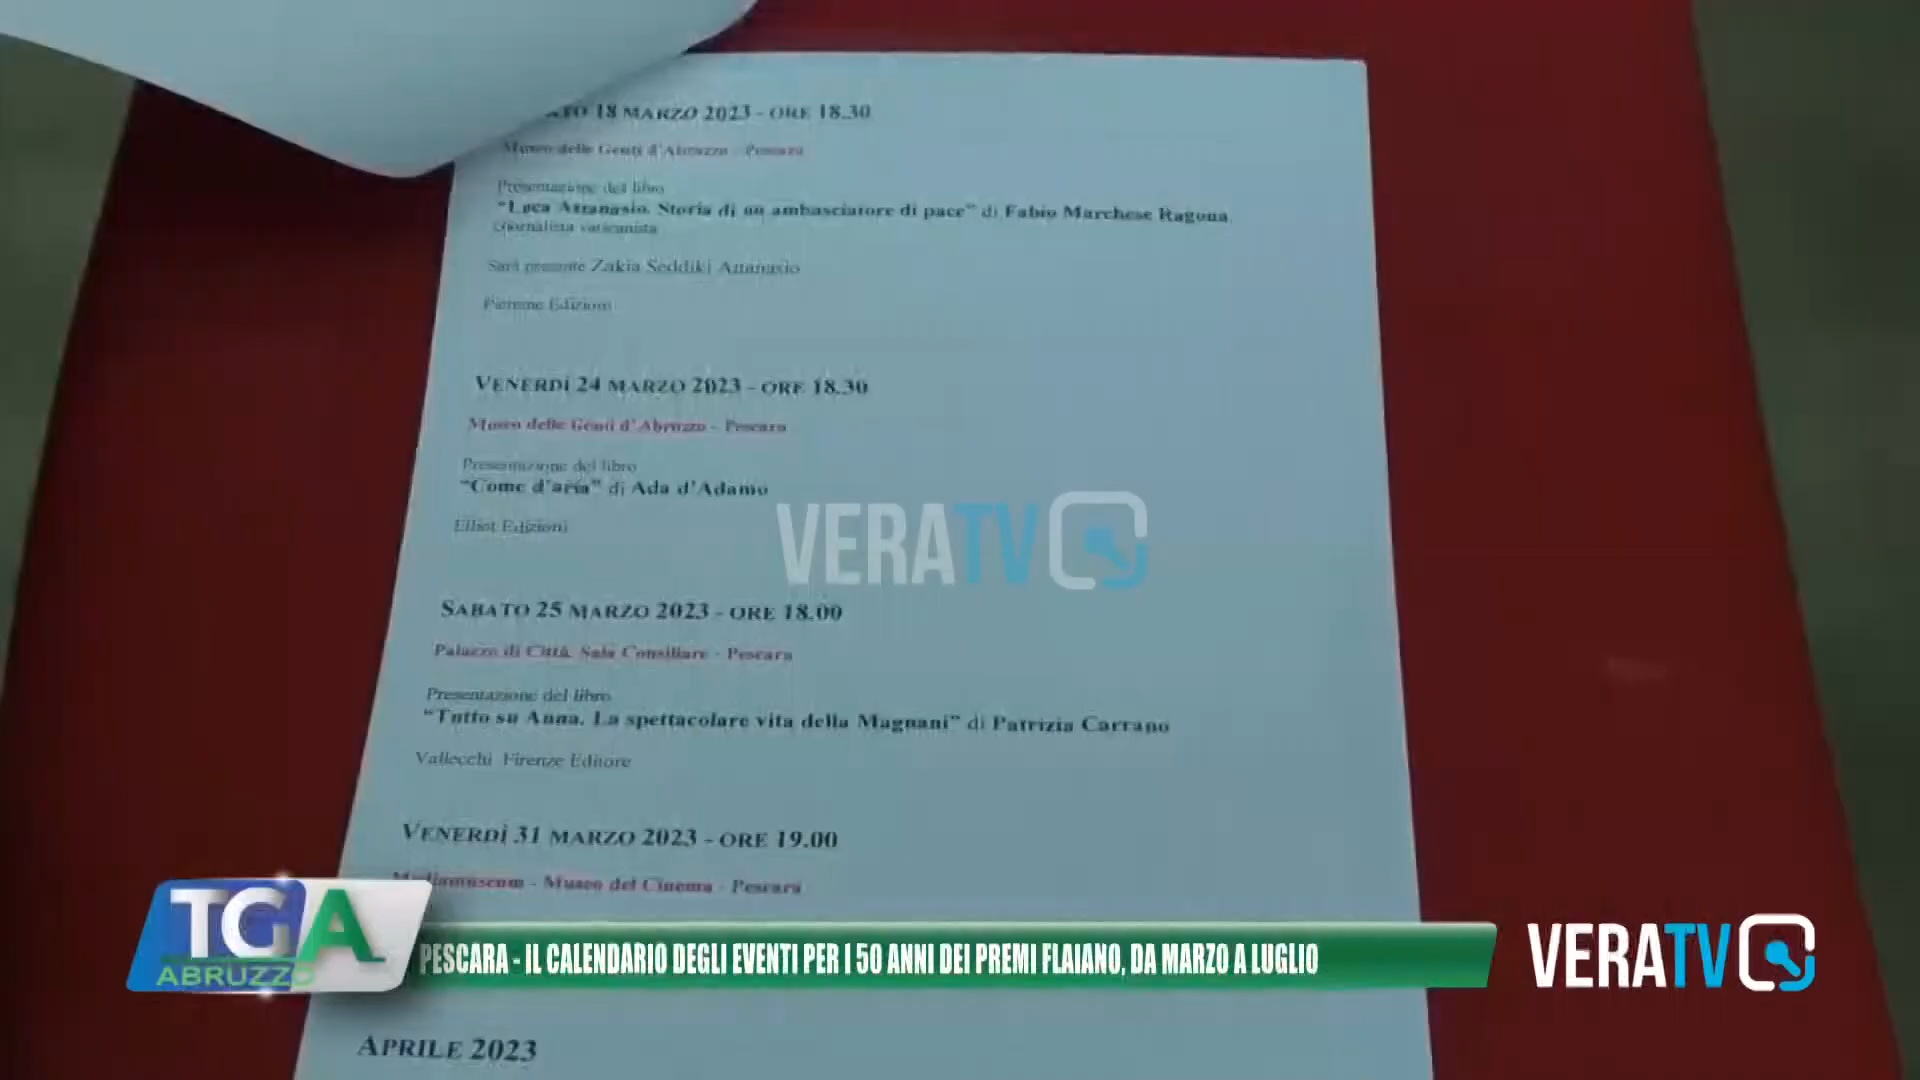 18 MARZO 2023 - ORE 18.30
Museo delle Genti d'Abruzzo - Pescara
Presentazione del libro
"Luca Attanasio. Storia di un ambasciatore di pace" di Fabio Marchese Ragona
Giornalista vaticanista
Sarà presente Zakia Seddiki Attanasio
Piemme Edizioni
VENERDÌ 24 MARZO 2023 - ORE 18.30
Museo delle Genti d'Abruzzo - Pescara
Presentazione del libro
"Come d'aria" di Ada d'Adamo
Elliot Edizioni
VERATV
SABATO 25 MARZO 2023 - ORE 18.00
Palazzo di Città, Sala Consiliare - Pescara
Presentazione del libro
"Tutto su Anna. La spettacolare vita della Magnani" di Patrizia Carrano
Vallecchi Firenze Editore
VENERDÌ 31 MARZO 2023 - ORE 19.00
Mediamuseum - Museo del Cinema - Pescara
TGA
ABRUZZO
PESCARA - IL CALENDARIO DEGLI EVENTI PER I 50 ANNI DEI PREMI FLAIANO, DA MARZO A LUGLIO
VERATV
APRILE 2023